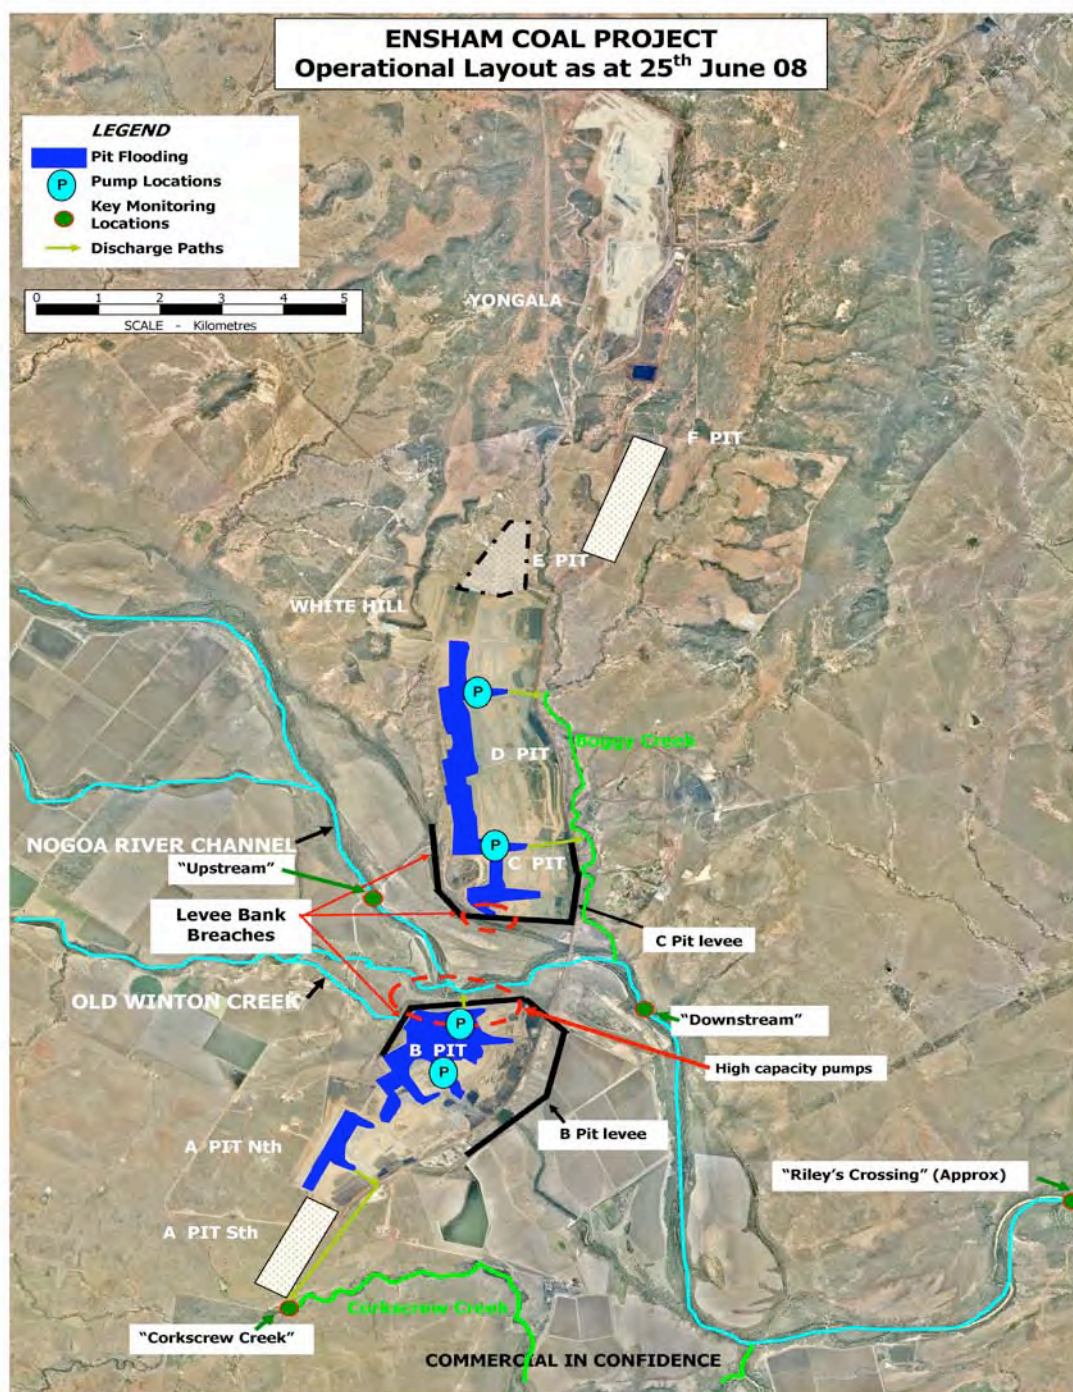 ENSHAM COAL PROJECT
Operational Layout as at 25th June 08
LEGEND
Pit Flooding
P
Pump Locations
Key Monitoring
Locations
Discharge Paths
0 1 2 3 4 5
SCALE - Kilometres
YONGALA
F PIT
E PIT
WHITE HILL
P
D PIT
Boggy Creek
NOGOA RIVER CHANNEL
P
C PIT
"Upstream"
Levee Bank
Breaches
C Pit levee
OLD WINTON CREEK
"Downstream"
P
B PIT
P
High capacity pumps
B Pit levee
A PIT Nth
"Riley's Crossing" (Approx)
A PIT Sth
Corkscrew Creek
"Corkscrew Creek"
COMMERCIAL IN CONFIDENCE